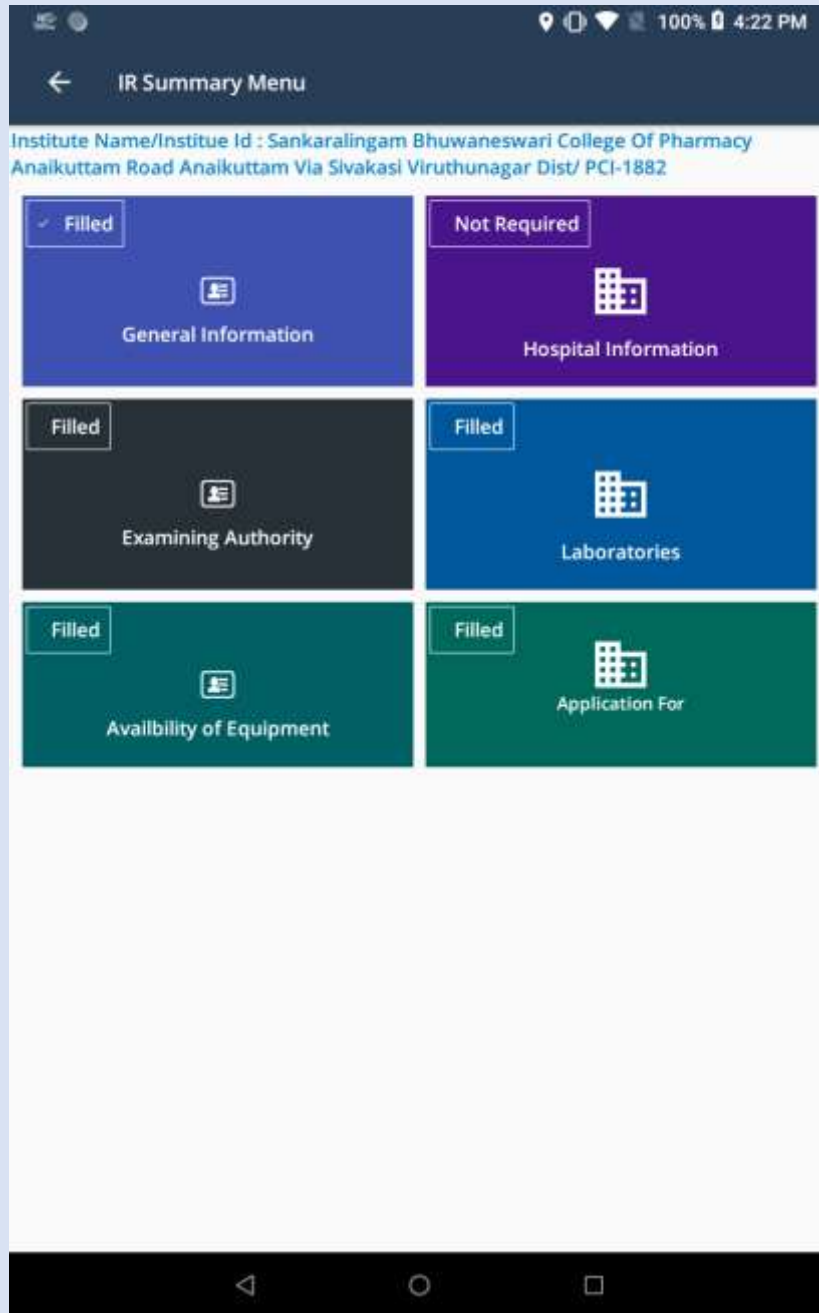 100% 4:22 PM
IR Summary Menu
Institute Name/Institue Id : Sankaralingam Bhuwaneswari College Of Pharmacy
Anaikuttam Road Anaikuttam Via Sivakasi Viruthunagar Dist/ PCI-1882
✓ Filled
General Information
Not Required
Hospital Information
Filled
Examining Authority
Filled
Laboratories
Filled
Availbility of Equipment
Filled
Application For